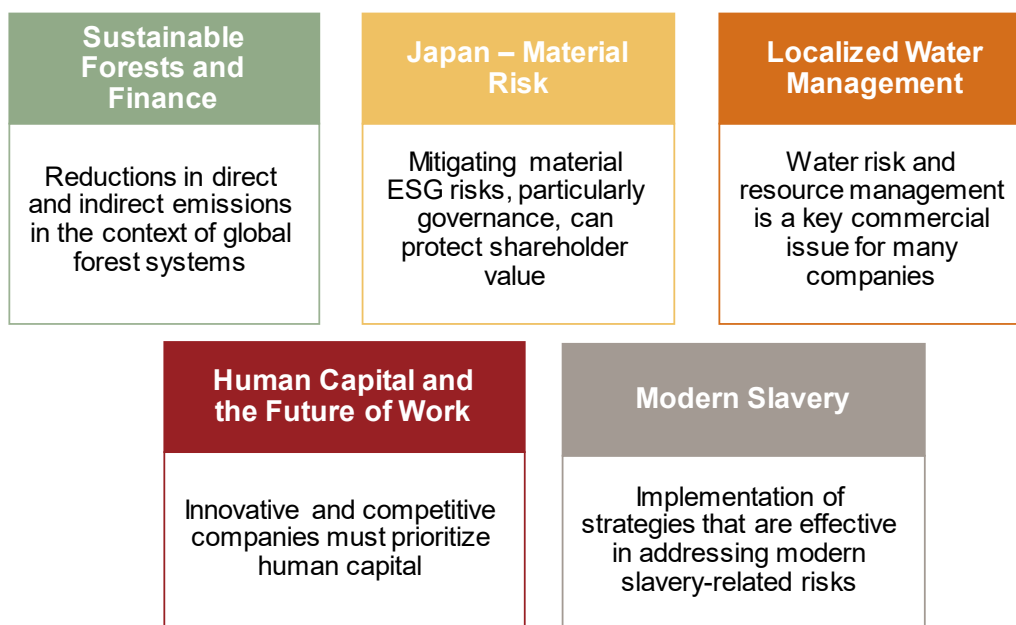 Sustainable
Forests and
Finance
Reductions in direct
and indirect emissions
in the context of global
forest systems
Japan – Material
Risk
Mitigating material
ESG risks, particularly
governance, can
protect shareholder
value
Localized Water
Management
Water risk and
resource management
is a key commercial
issue for many
companies
Human Capital and
the Future of Work
Innovative and competitive
companies must prioritize
human capital
Modern Slavery
Implementation of
strategies that are effective
in addressing modern
slavery-related risks